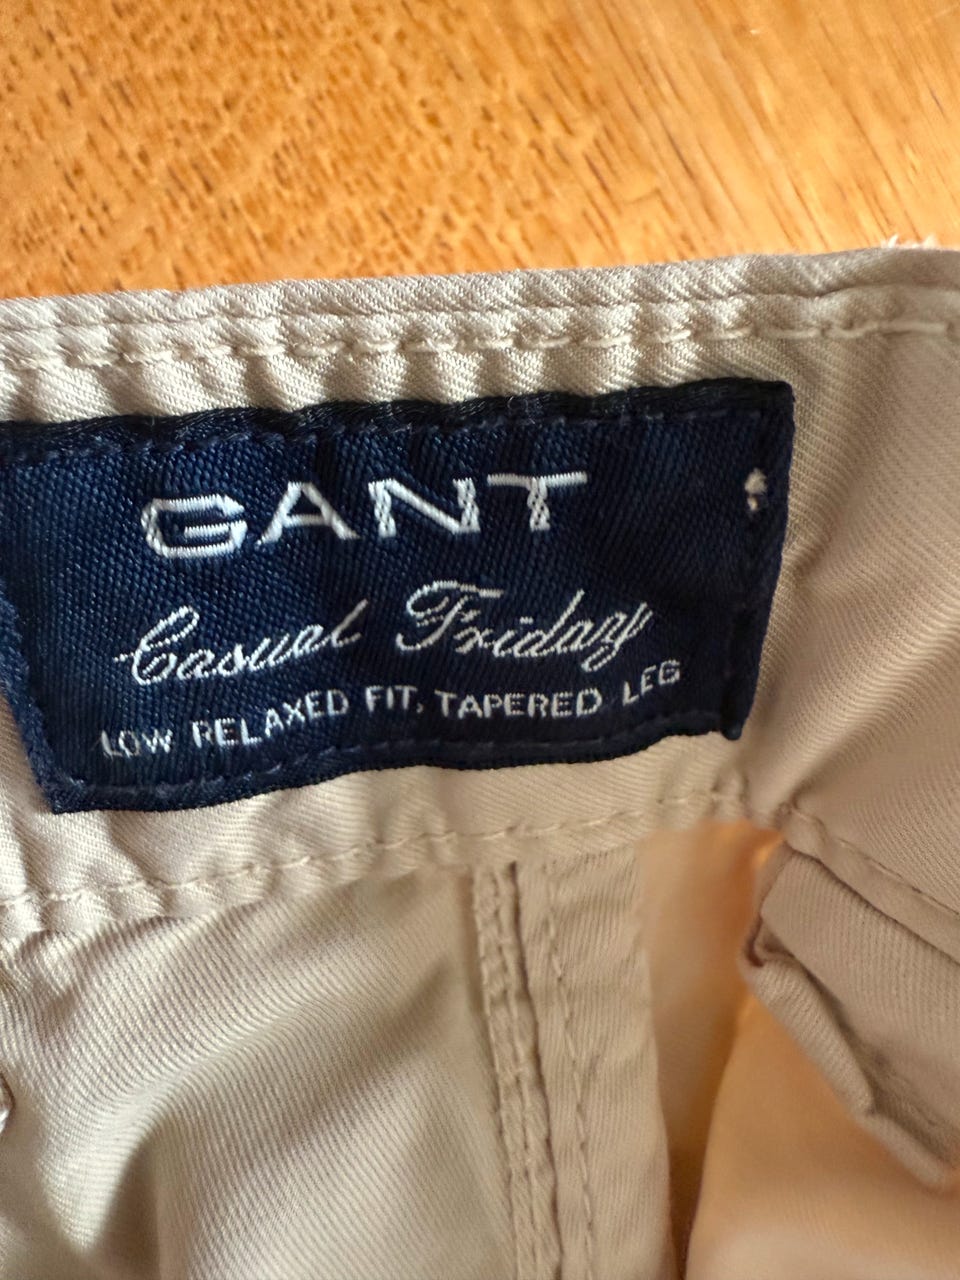 GANT
Casual Friday
LOW RELAXED FIT, TAPERED LEG